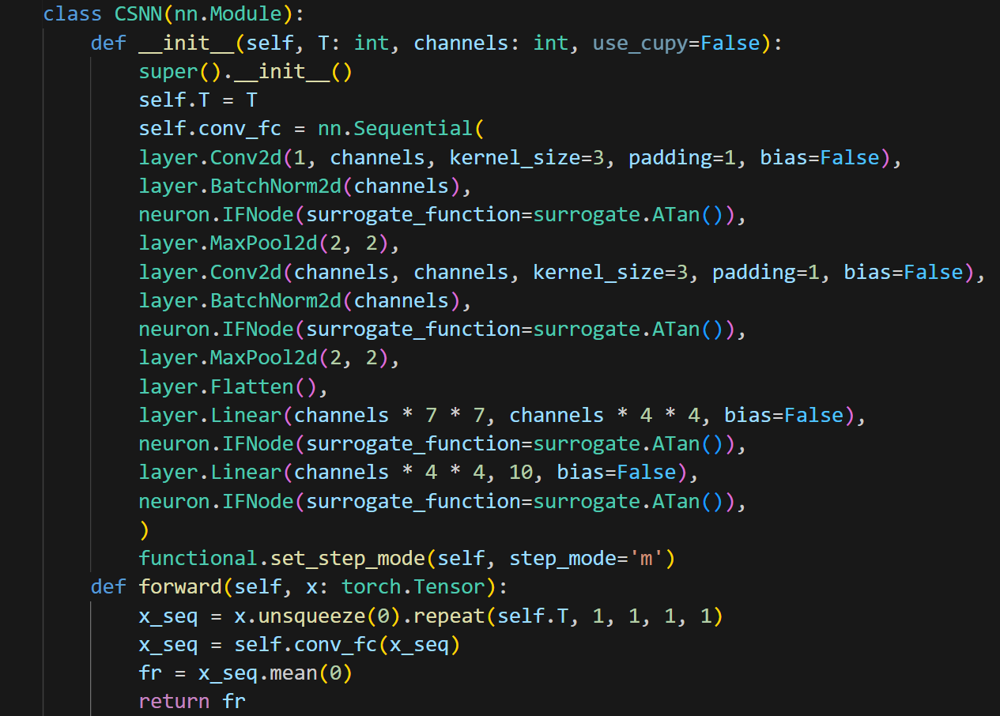 class CSNN(nn.Module):
    def __init__(self, T: int, channels: int, use_cupy=False):
        super().__init__()
        self.T = T
        self.conv_fc = nn.Sequential(
        layer.Conv2d(1, channels, kernel_size=3, padding=1, bias=False),
        layer.BatchNorm2d(channels),
        neuron.IFNode(surrogate_function=surrogate.ATan()),
        layer.MaxPool2d(2, 2),
        layer.Conv2d(channels, channels, kernel_size=3, padding=1, bias=False),
        layer.BatchNorm2d(channels),
        neuron.IFNode(surrogate_function=surrogate.ATan()),
        layer.MaxPool2d(2, 2),
        layer.Flatten(),
        layer.Linear(channels * 7 * 7, channels * 4 * 4, bias=False),
        neuron.IFNode(surrogate_function=surrogate.ATan()),
        layer.Linear(channels * 4 * 4, 10, bias=False),
        neuron.IFNode(surrogate_function=surrogate.ATan()),
        )
        functional.set_step_mode(self, step_mode='m')
    def forward(self, x: torch.Tensor):
        x_seq = x.unsqueeze(0).repeat(self.T, 1, 1, 1, 1)
        x_seq = self.conv_fc(x_seq)
        fr = x_seq.mean(0)
        return fr